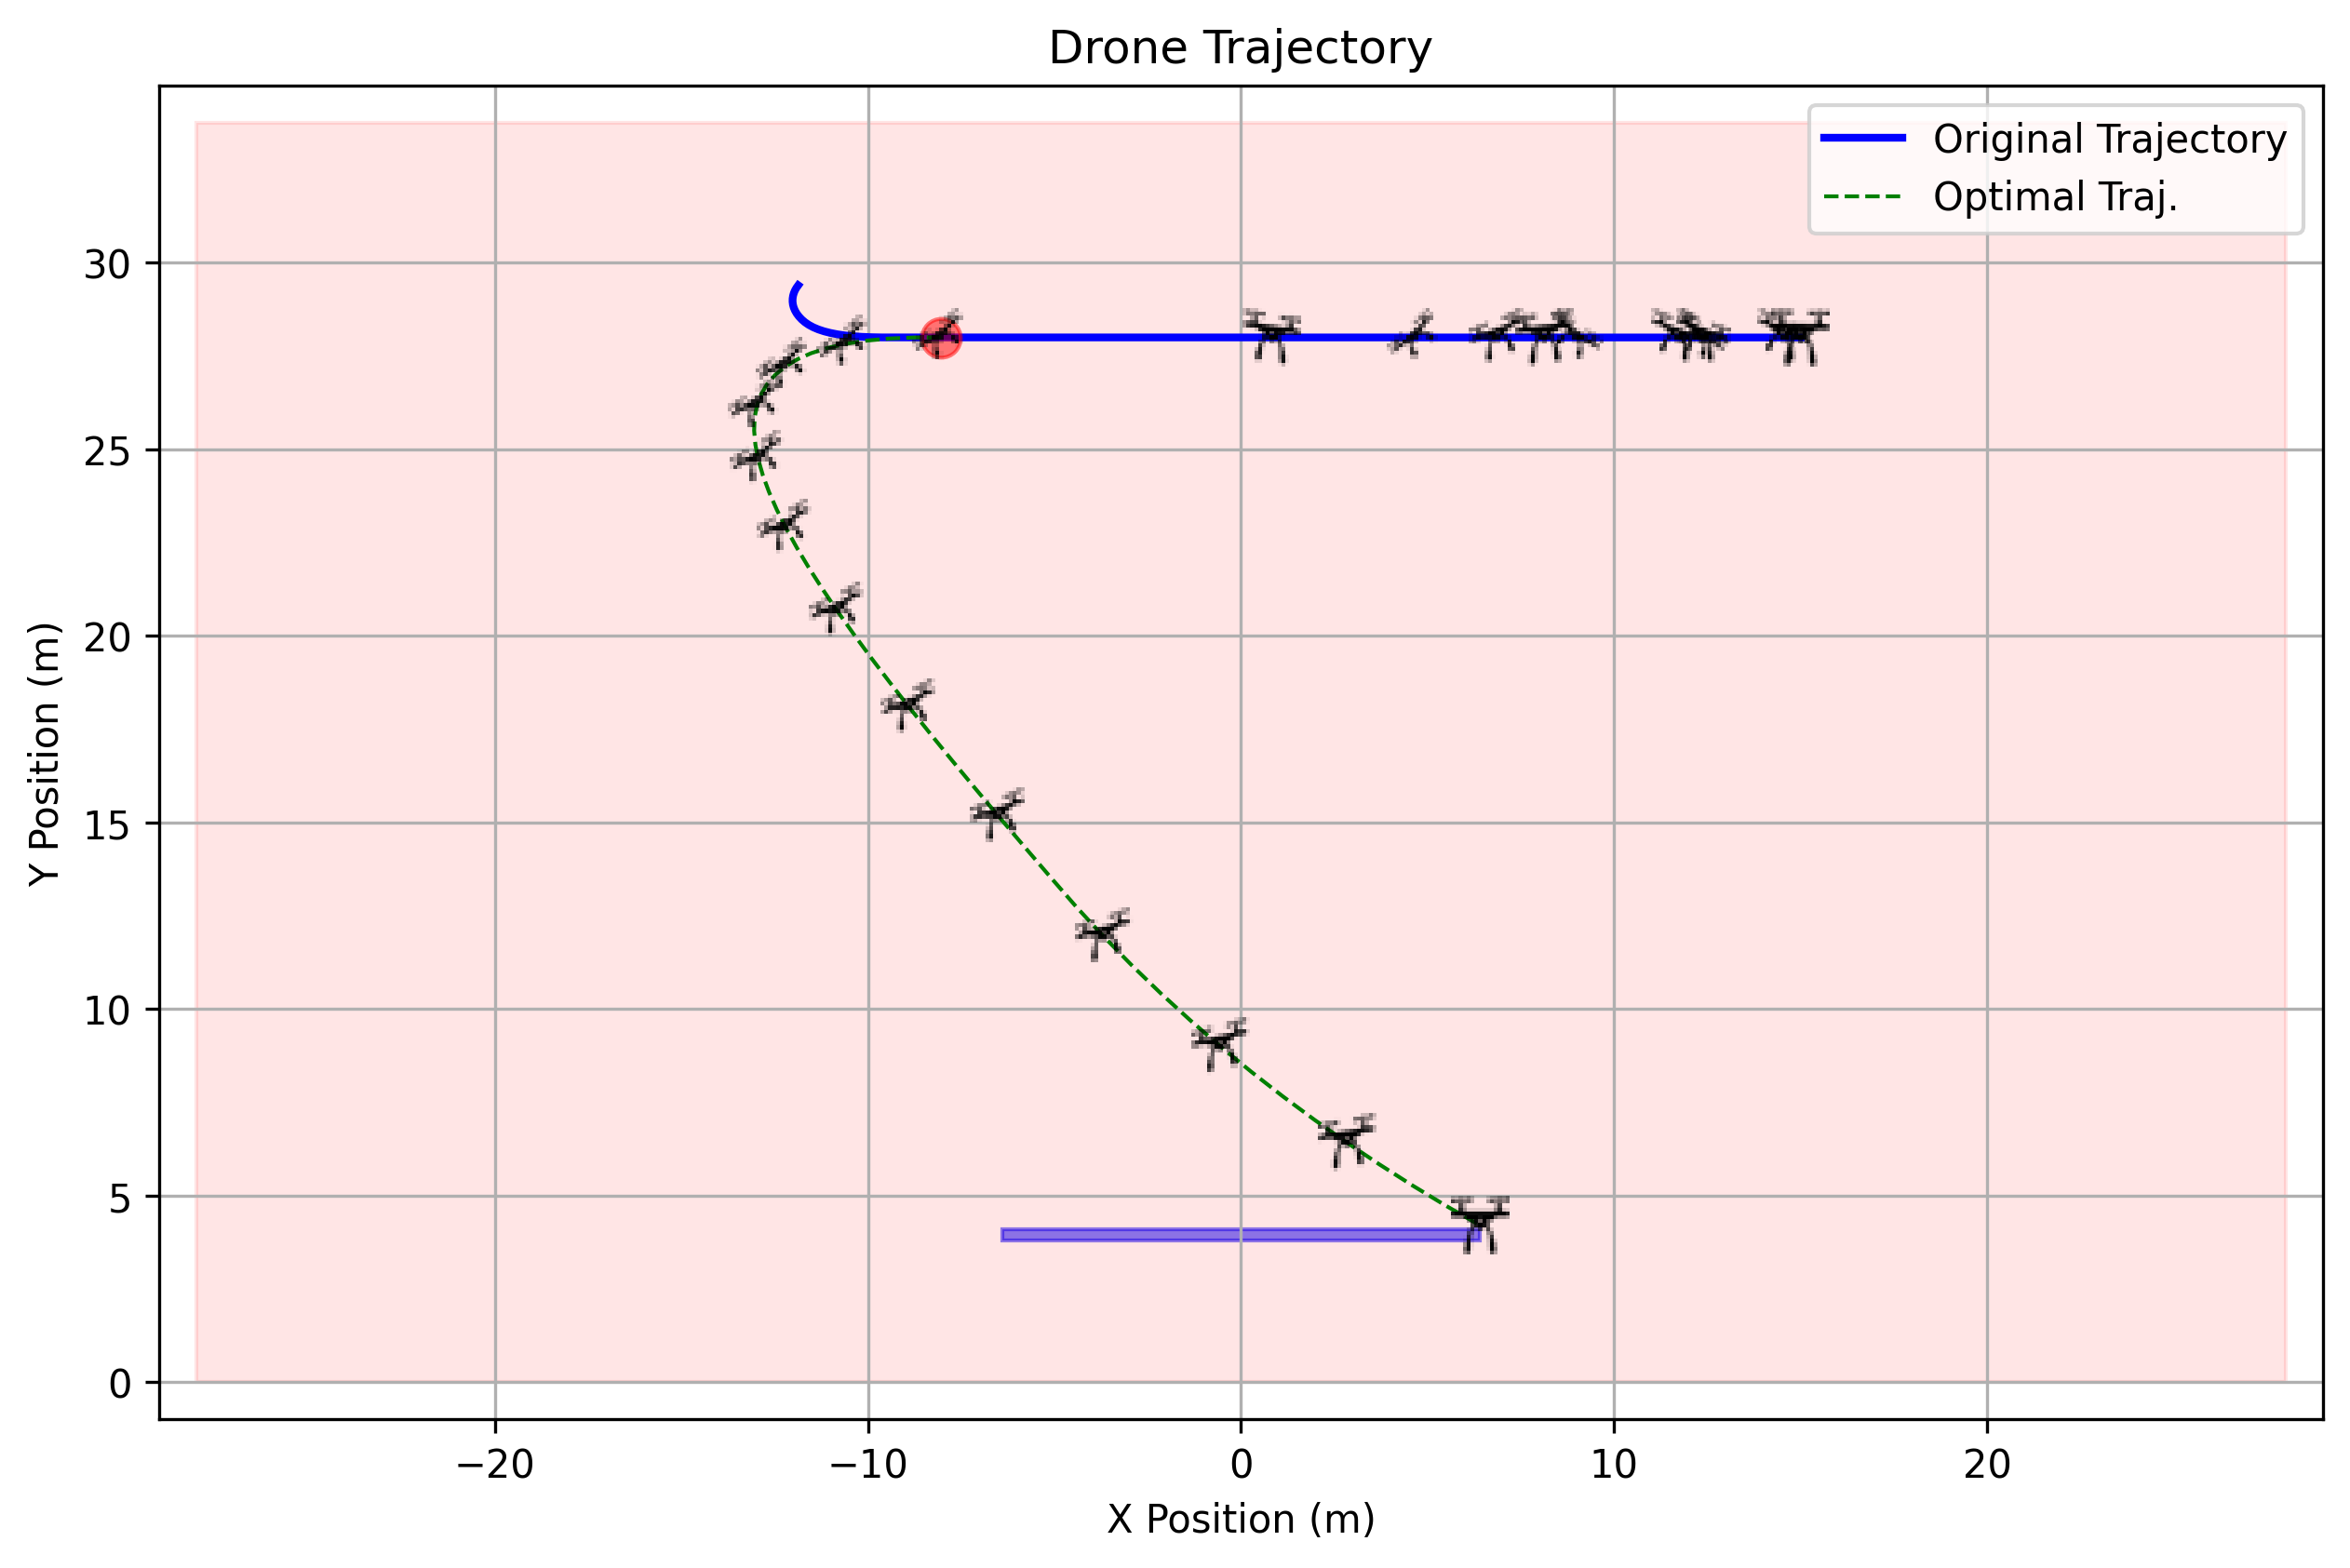 Drone Trajectory
Original Trajectory
Optimal Traj.
Y Position (m)
30
25
20
15
10
5
0
−20
−10
0
10
20
X Position (m)